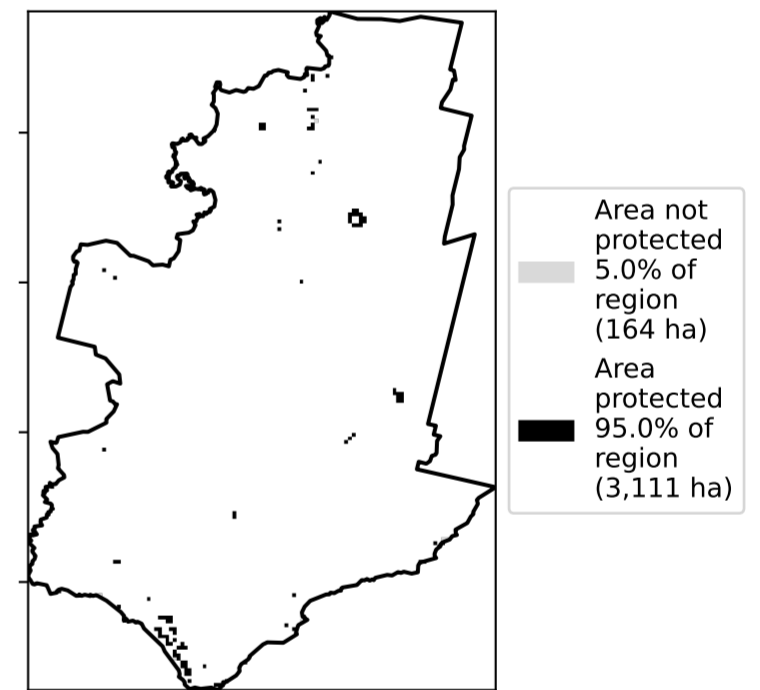 Area not
protected
5.0% of
region
(164 ha)
Area
protected
95.0% of
region
(3,111 ha)